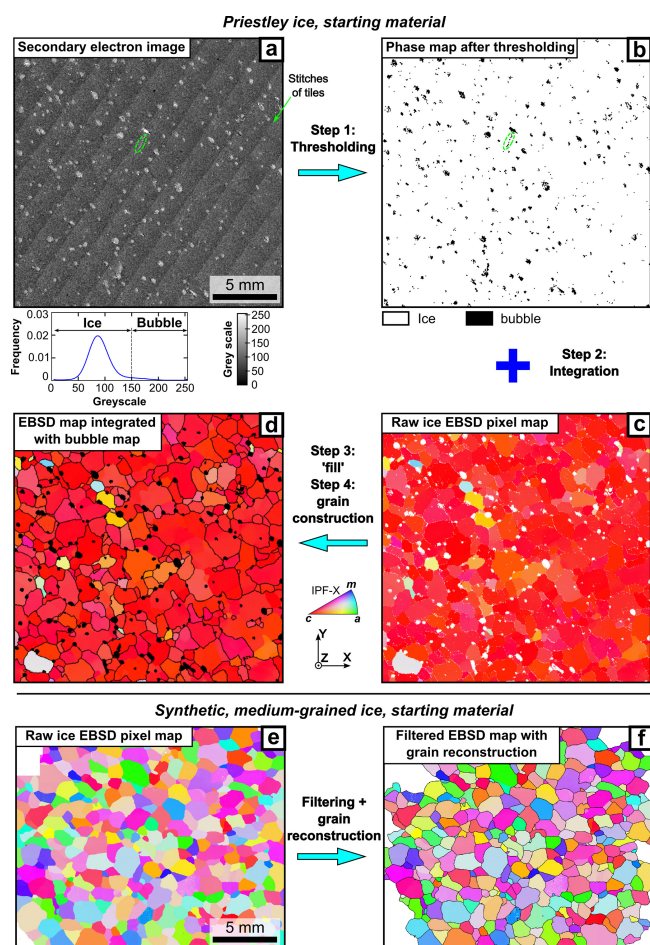 Priestley ice, starting material
Secondary electron image
a
Stitches
of tiles
5 mm
Step 1:
Thresholding
Phase map after thresholding
b
Ice
bubble
Frequency
0.03
0.02
0.01
0
Ice
Bubble
0 50 100 150 200 250
Greyscale
Grey scale
250
200
150
100
50
0
Step 2:
Integration
EBSD map integrated
with bubble map
d
Step 3:
'fill'
Step 4:
grain
construction
IPF-X
m
c
a
Y
Z
X
Raw ice EBSD pixel map
c
Synthetic, medium-grained ice, starting material
Raw ice EBSD pixel map
e
5 mm
Filtering +
grain
reconstruction
Filtered EBSD map with
grain reconstruction
f